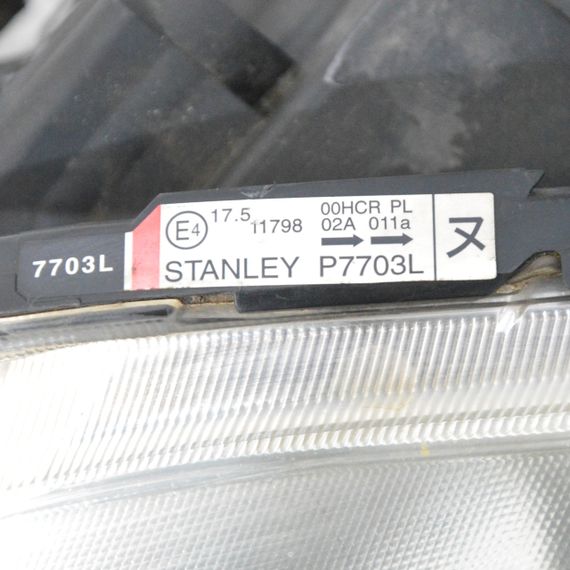 7703L
E4 17.5 11798
00HCR PL
02A 011a
→ →
STANLEY P7703L
ヌ